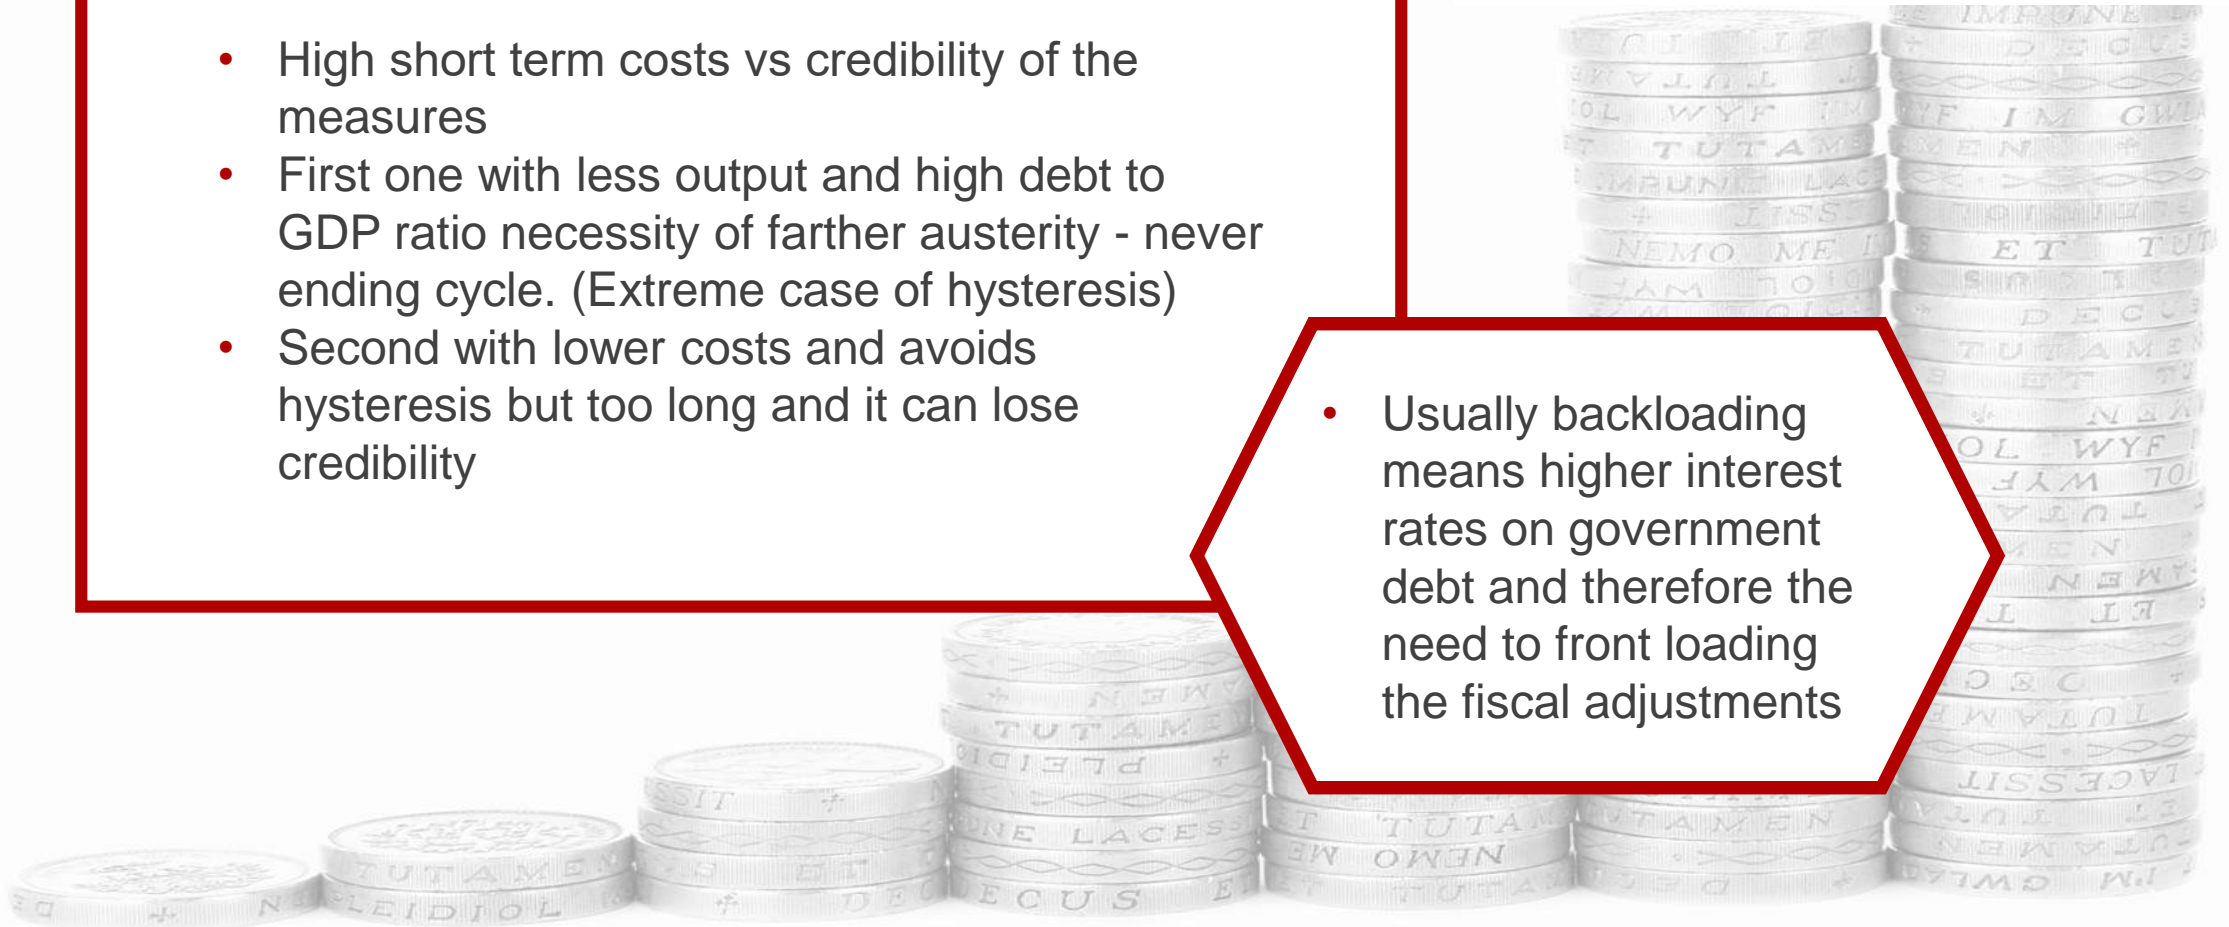 • High short term costs vs credibility of the
measures
• First one with less output and high debt to
GDP ratio necessity of farther austerity - never
ending cycle. (Extreme case of hysteresis)
• Second with lower costs and avoids
hysteresis but too long and it can lose
credibility
• Usually backloading
means higher interest
rates on government
debt and therefore the
need to front loading
the fiscal adjustments